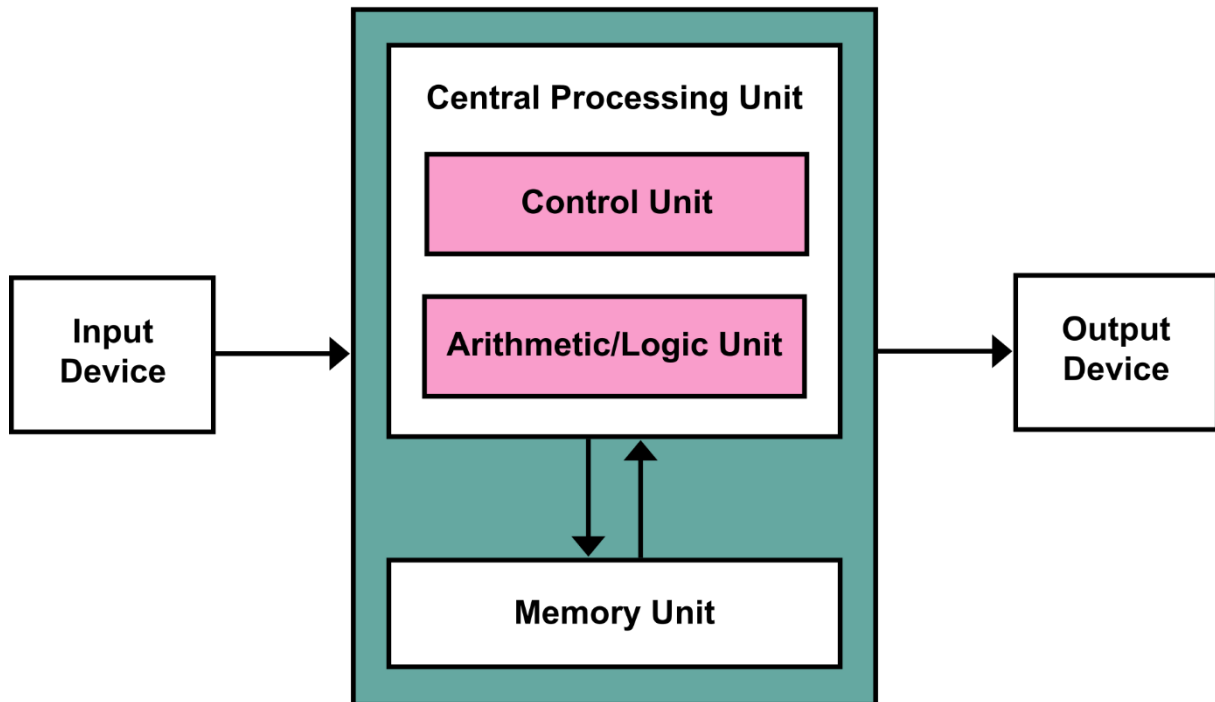 Central Processing Unit
Control Unit
Arithmetic/Logic Unit
Input
Device
Output
Device
Memory Unit